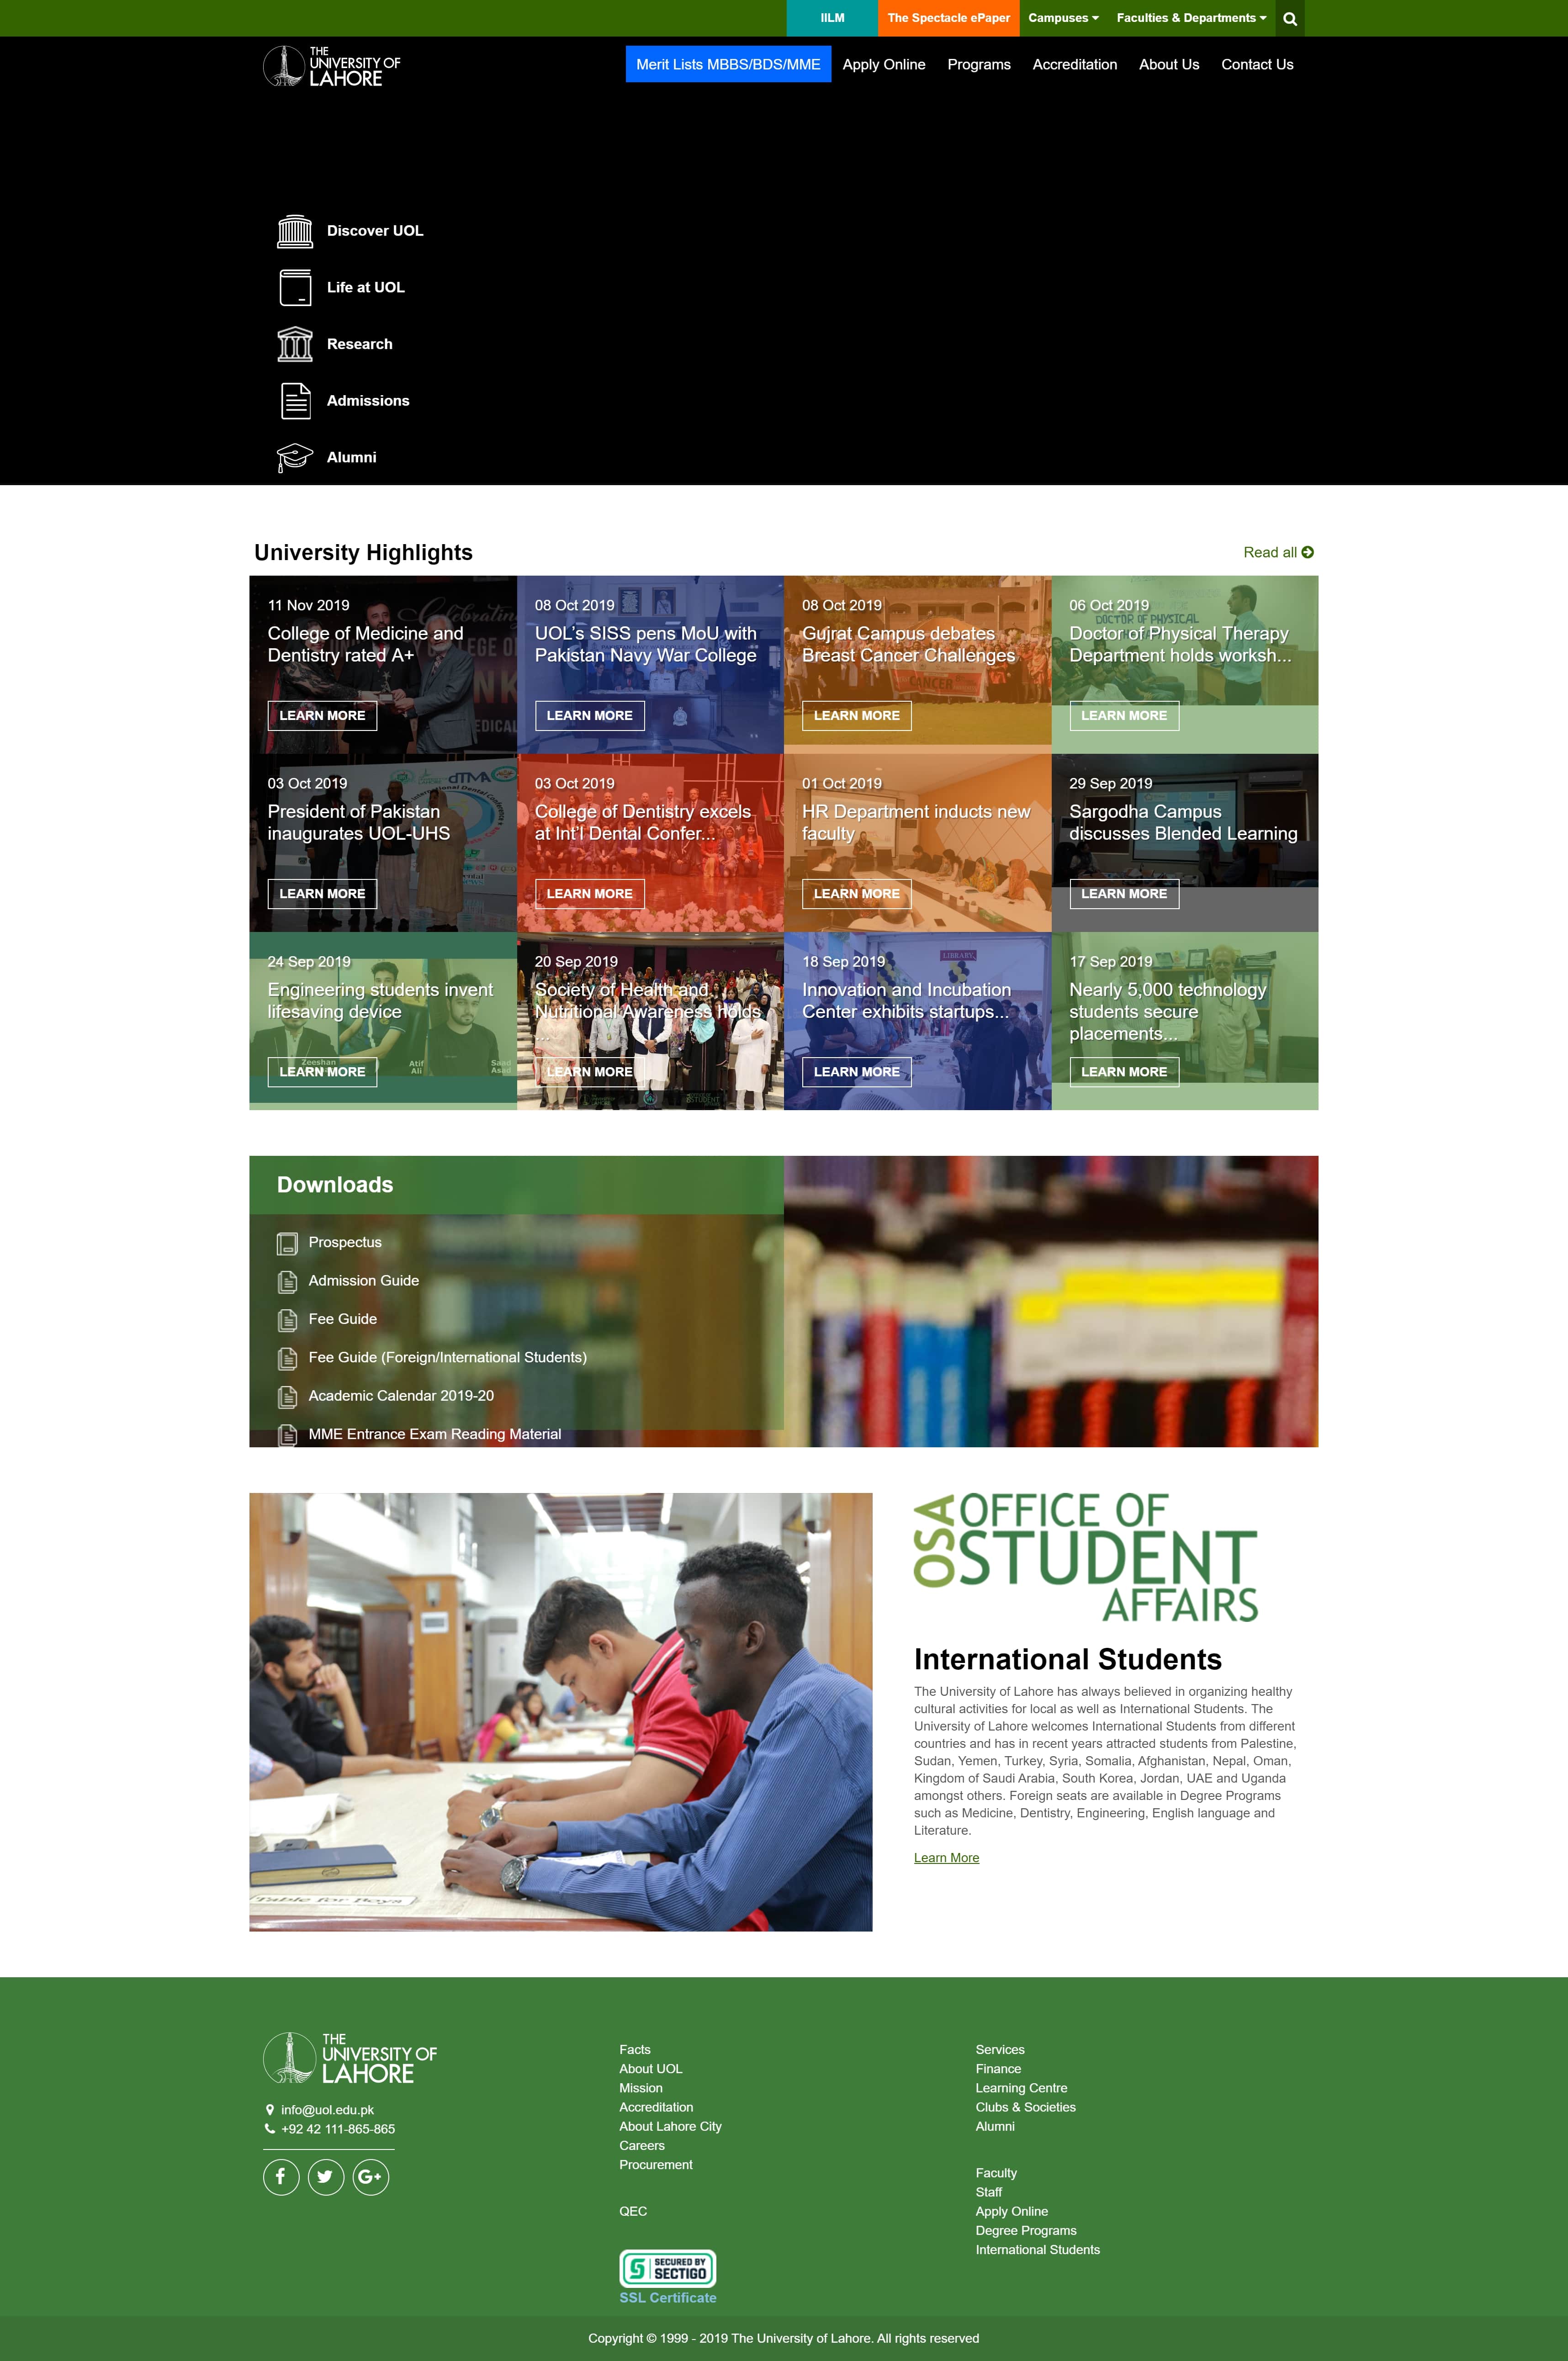 IILM
The Spectacle ePaper
Campuses
Faculties & Departments
THE
UNIVERSITY OF
LAHORE
Merit Lists MBBS/BDS/MME
Apply Online
Programs
Accreditation
About Us
Contact Us
Discover UOL
Life at UOL
Research
Admissions
Alumni
University Highlights
Read all
11 Nov 2019
College of Medicine and
Dentistry rated A+
LEARN MORE
08 Oct 2019
UOL's SISS pens MoU with
Pakistan Navy War College
LEARN MORE
08 Oct 2019
Gujrat Campus debates
Breast Cancer Challenges
CANCER
LEARN MORE
06 Oct 2019
DOCTOR OF PHYSICAL
Doctor of Physical Therapy
Department holds worksh...
LEARN MORE
03 Oct 2019
President of Pakistan
inaugurates UOL-UHS
LEARN MORE
03 Oct 2019
College of Dentistry excels
at Int'l Dental Confer...
LEARN MORE
01 Oct 2019
HR Department inducts new
faculty
LEARN MORE
29 Sep 2019
Sargodha Campus
discusses Blended Learning
LEARN MORE
24 Sep 2019
Engineering students invent
lifesaving device
Zeeshan
Atif
Ali
Saad
Asad
LEARN MORE
20 Sep 2019
Society of Health and
Nutritional Awareness holds
...
LEARN MORE
OFFICE OF
STUDENT
18 Sep 2019
LIBRARY
Innovation and Incubation
Center exhibits startups...
LEARN MORE
17 Sep 2019
Nearly 5,000 technology
students secure
placements...
LEARN MORE
Downloads
Prospectus
Admission Guide
Fee Guide
Fee Guide (Foreign/International Students)
Academic Calendar 2019-20
MME Entrance Exam Reading Material
Table for Boys
OSA
OFFICE OF
STUDENT
AFFAIRS
International Students
The University of Lahore has always believed in organizing healthy
cultural activities for local as well as International Students. The
University of Lahore welcomes International Students from different
countries and has in recent years attracted students from Palestine,
Sudan, Yemen, Turkey, Syria, Somalia, Afghanistan, Nepal, Oman,
Kingdom of Saudi Arabia, South Korea, Jordan, UAE and Uganda
amongst others. Foreign seats are available in Degree Programs
such as Medicine, Dentistry, Engineering, English language and
Literature.
Learn More
THE
UNIVERSITY OF
LAHORE
info@uol.edu.pk
+92 42 111-865-865
Facts
About UOL
Mission
Accreditation
About Lahore City
Careers
Procurement
QEC
SECURED BY
SECTIGO
SSL Certificate
Services
Finance
Learning Centre
Clubs & Societies
Alumni
Faculty
Staff
Apply Online
Degree Programs
International Students
Copyright © 1999 - 2019 The University of Lahore. All rights reserved